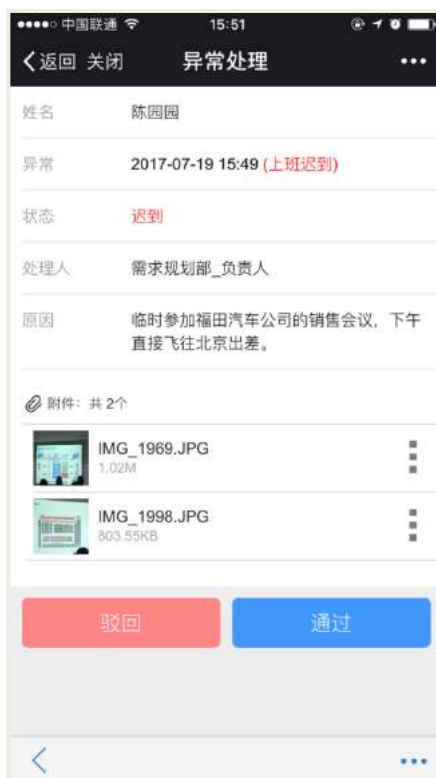 中国联通 15:51
返回 关闭 异常处理
姓名 陈园园
异常 2017-07-19 15:49 (上班迟到)
状态 迟到
处理人 需求规划部_负责人
原因 临时参加福田汽车公司的销售会议，下午
直接飞往北京出差。
附件：共 2个
IMG_1969.JPG
1.02M
IMG_1998.JPG
803.55KB
驳回 通过